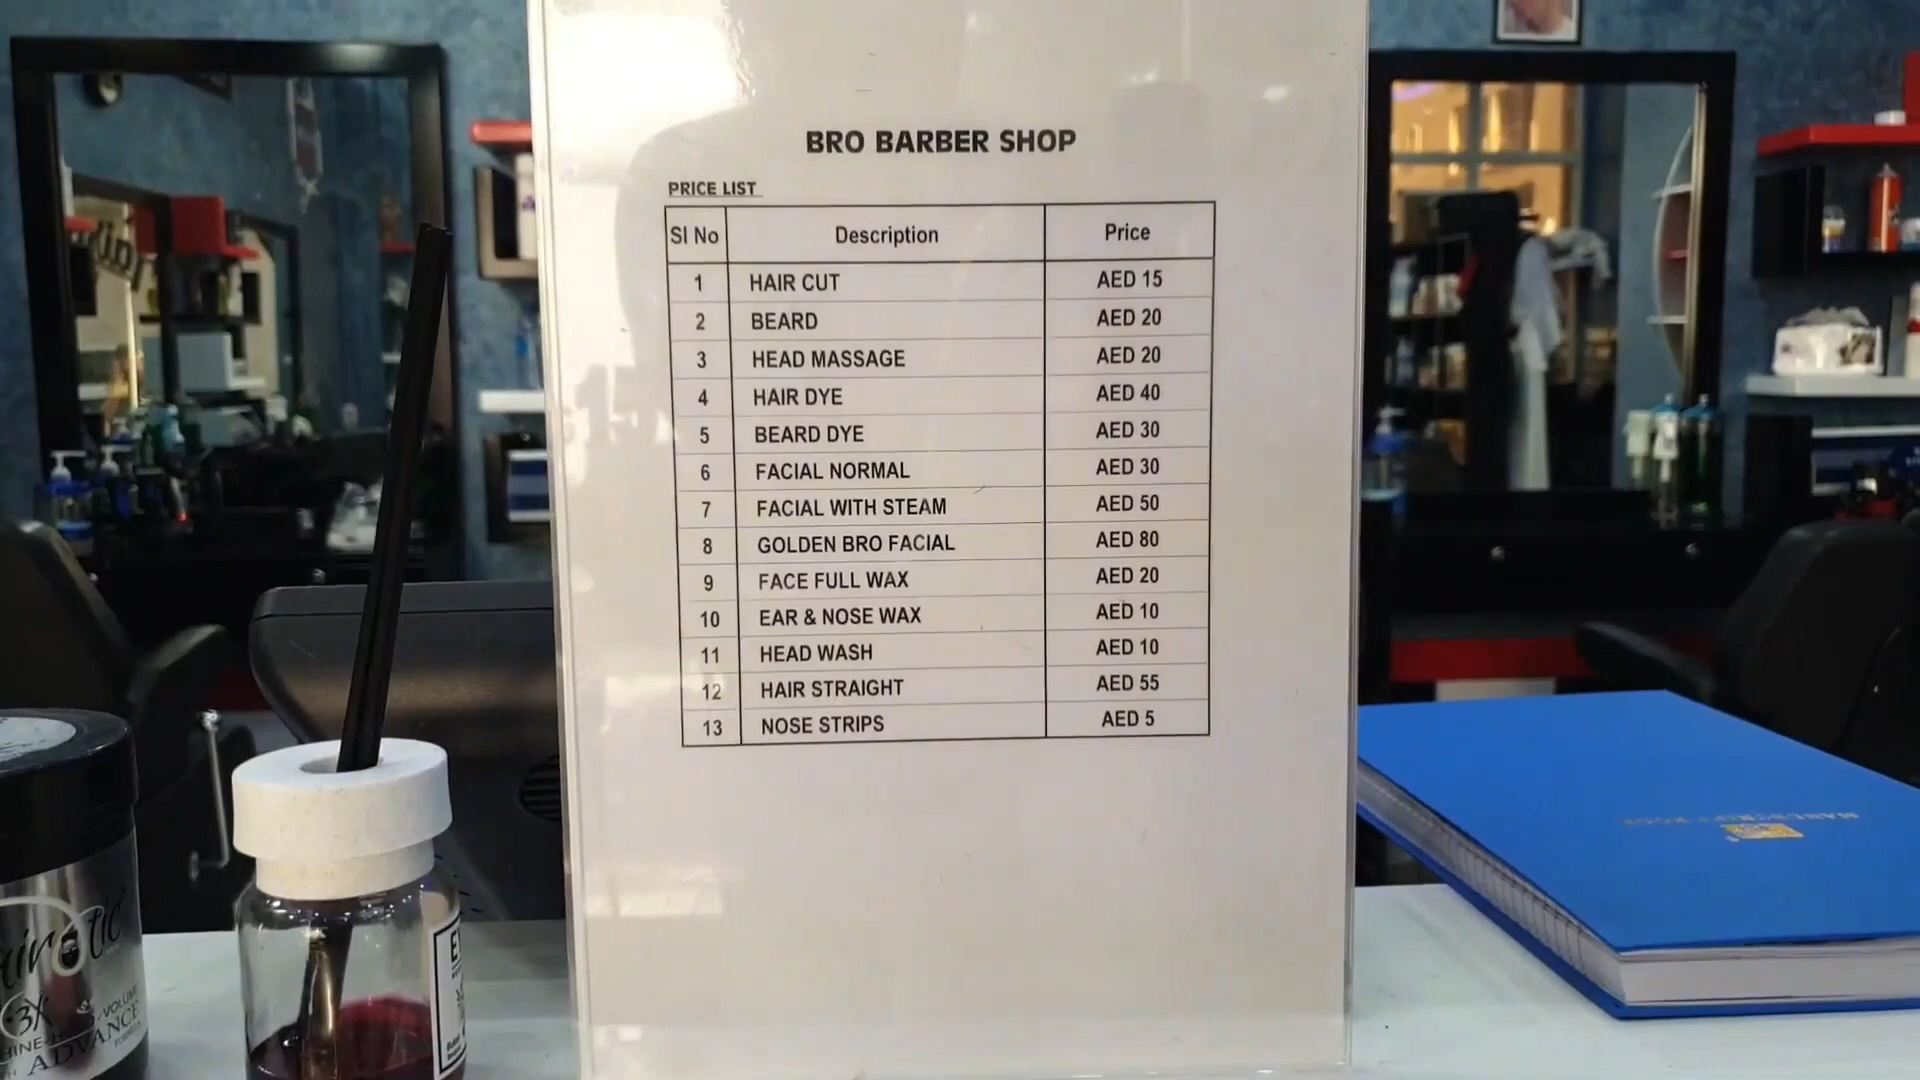 BRO BARBER SHOP
PRICE LIST
SI No Description Price
1 HAIR CUT AED 15
2 BEARD AED 20
3 HEAD MASSAGE AED 20
4 HAIR DYE AED 40
5 BEARD DYE AED 30
6 FACIAL NORMAL AED 30
7 FACIAL WITH STEAM AED 50
8 GOLDEN BRO FACIAL AED 80
9 FACE FULL WAX AED 20
10 EAR & NOSE WAX AED 10
11 HEAD WASH AED 10
12 HAIR STRAIGHT AED 55
13 NOSE STRIPS AED 5
3X
ADVANCE